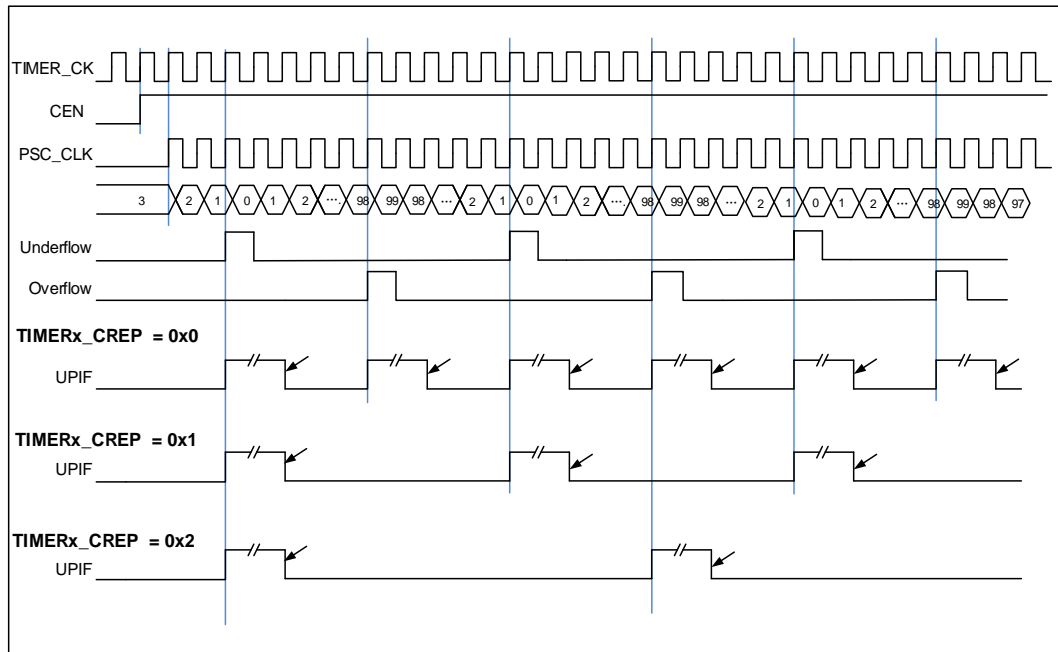 TIMER_CK
CEN
PSC_CLK
3 2 1 0 1 2 .... 98 99 98 ... 2 1 0 1 2 .... 98 99 98 ... 2 1 0 1 2 ... 98 99 98 97
Underflow
Overflow
TIMERx_CREP = 0x0
UPIF
TIMERx_CREP = 0x1
UPIF
TIMERx_CREP = 0x2
UPIF